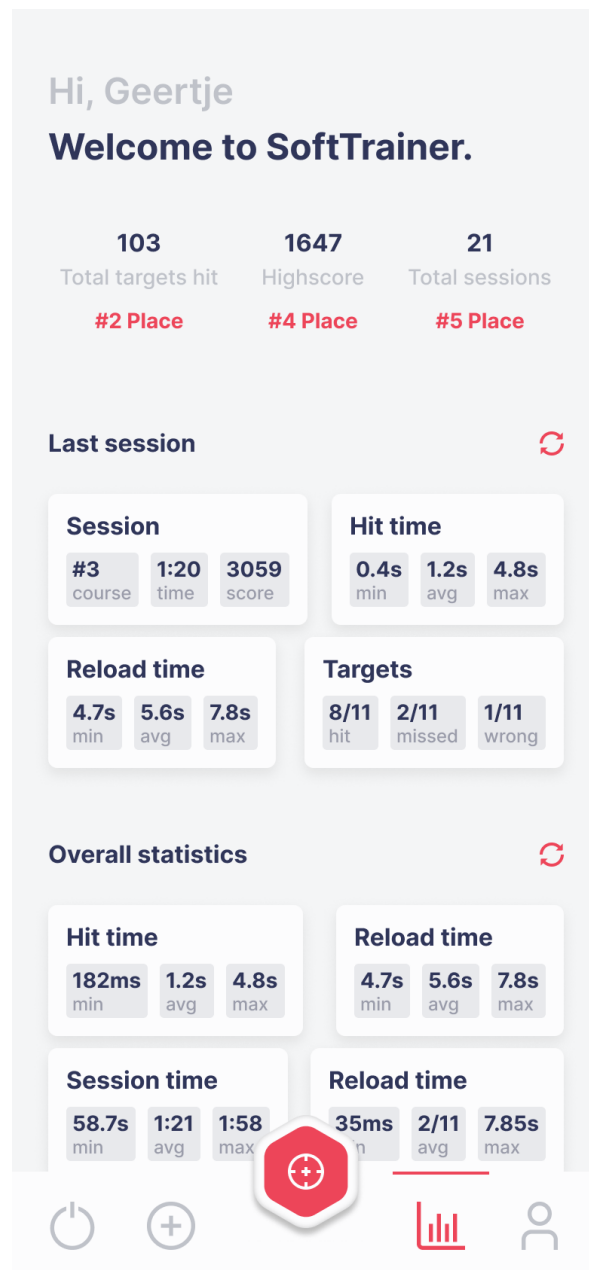 Hi, Geertje
Welcome to SoftTrainer.
103 1647 21
Total targets hit Highscore Total sessions
#2 Place #4 Place #5 Place
Last session
Session Hit time
#3 1:20 3059 0.4s 1.2s 4.8s
course time score min avg max
Reload time Targets
4.7s 5.6s 7.8s 8/11 2/11 1/11
min avg max hit missed wrong
Overall statistics
Hit time Reload time
182ms 1.2s 4.8s 4.7s 5.6s 7.8s
min avg max min avg max
Session time Reload time
58.7s 1:21 1:58 35ms 2/11 7.85s
min avg max avg max